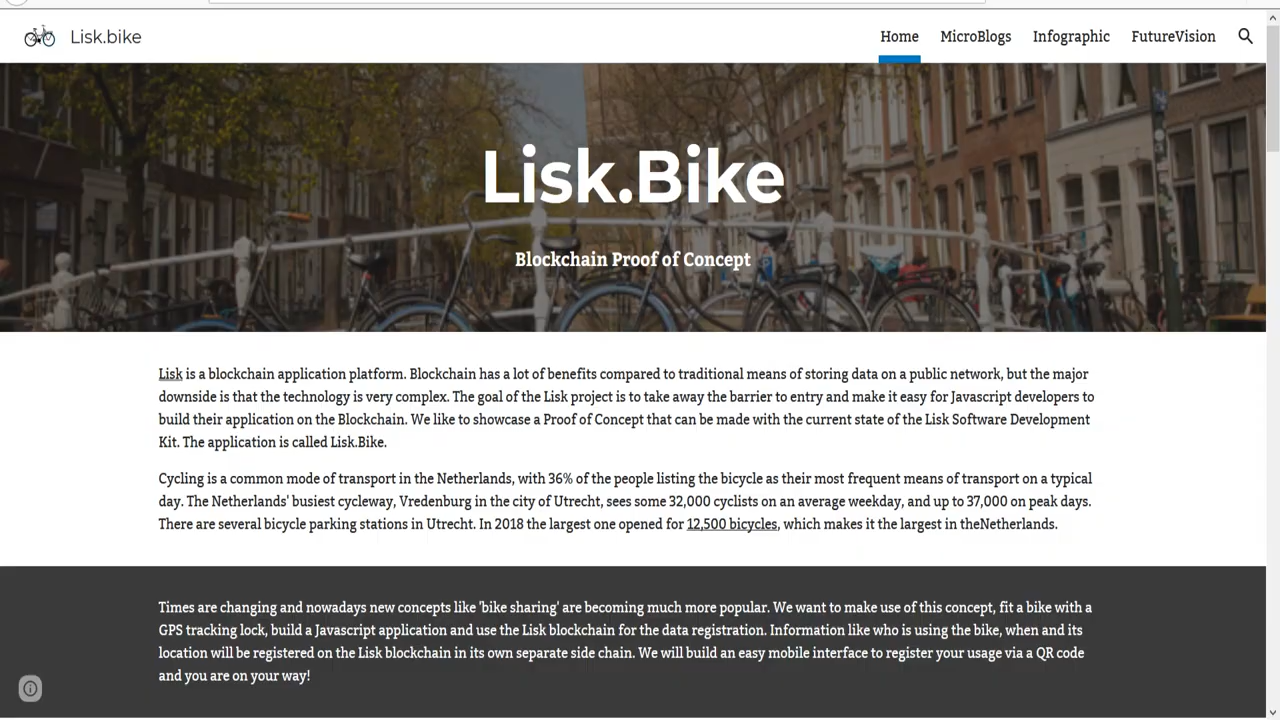 Lisk.bike
Home MicroBlogs Infographic FutureVision
Lisk.Bike
Blockchain Proof of Concept
Lisk is a blockchain application platform. Blockchain has a lot of benefits compared to traditional means of storing data on a public network, but the major
downside is that the technology is very complex. The goal of the Lisk project is to take away the barrier to entry and make it easy for Javascript developers to
build their application on the Blockchain. We like to showcase a Proof of Concept that can be made with the current state of the Lisk Software Development
Kit. The application is called Lisk.Bike.
Cycling is a common mode of transport in the Netherlands, with 36% of the people listing the bicycle as their most frequent means of transport on a typical
day. The Netherlands' busiest cycleway, Vredenburg in the city of Utrecht, sees some 32,000 cyclists on an average weekday, and up to 37,000 on peak days.
There are several bicycle parking stations in Utrecht. In 2018 the largest one opened for 12,500 bicycles, which makes it the largest in theNetherlands.
Times are changing and nowadays new concepts like 'bike sharing' are becoming much more popular. We want to make use of this concept, fit a bike with a
GPS tracking lock, build a Javascript application and use the Lisk blockchain for the data registration. Information like who is using the bike, when and its
location will be registered on the Lisk blockchain in its own separate side chain. We will build an easy mobile interface to register your usage via a QR code
and you are on your way!